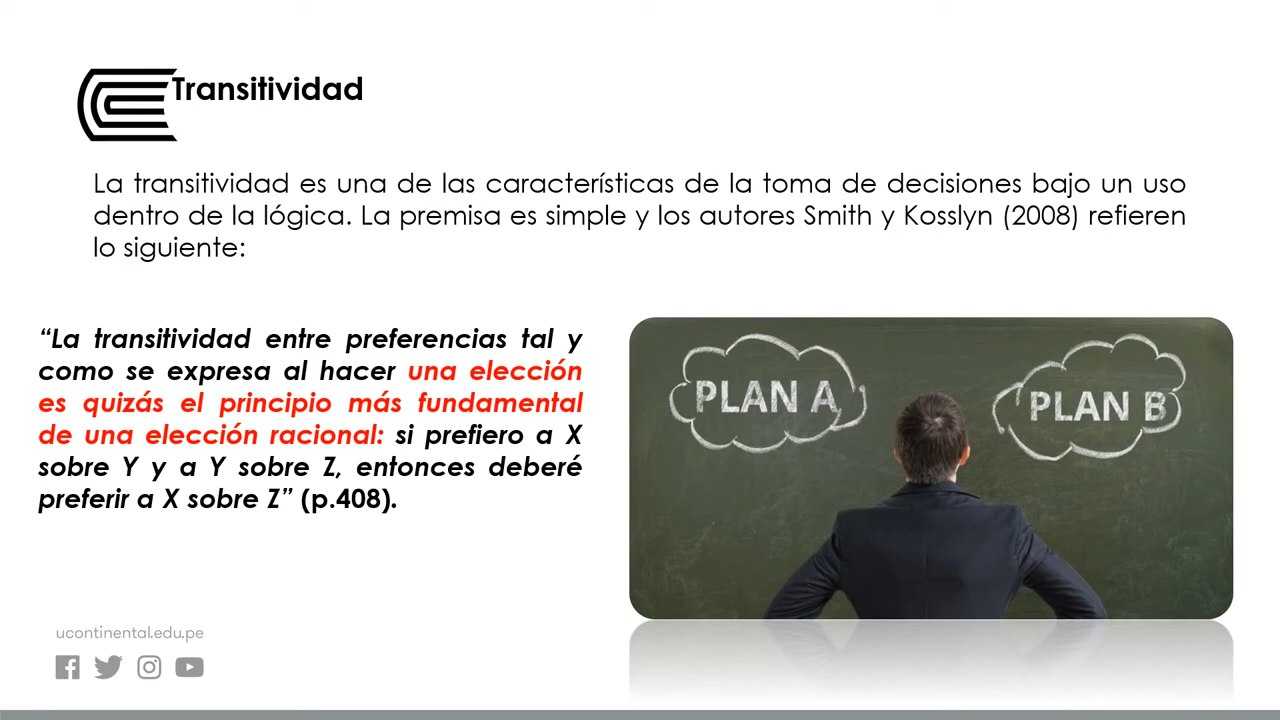 Transitividad
La transitividad es una de las características de la toma de decisiones bajo un uso
dentro de la lógica. La premisa es simple y los autores Smith y Kosslyn (2008) refieren
lo siguiente:
“La transitividad entre preferencias tal y
como se expresa al hacer una elección
es quizás el principio más fundamental
de una elección racional: si prefiero a X
sobre Y y a Y sobre Z, entonces deberé
preferir a X sobre Z” (p.408).
PLAN A
PLAN B
ucontinental.edu.pe